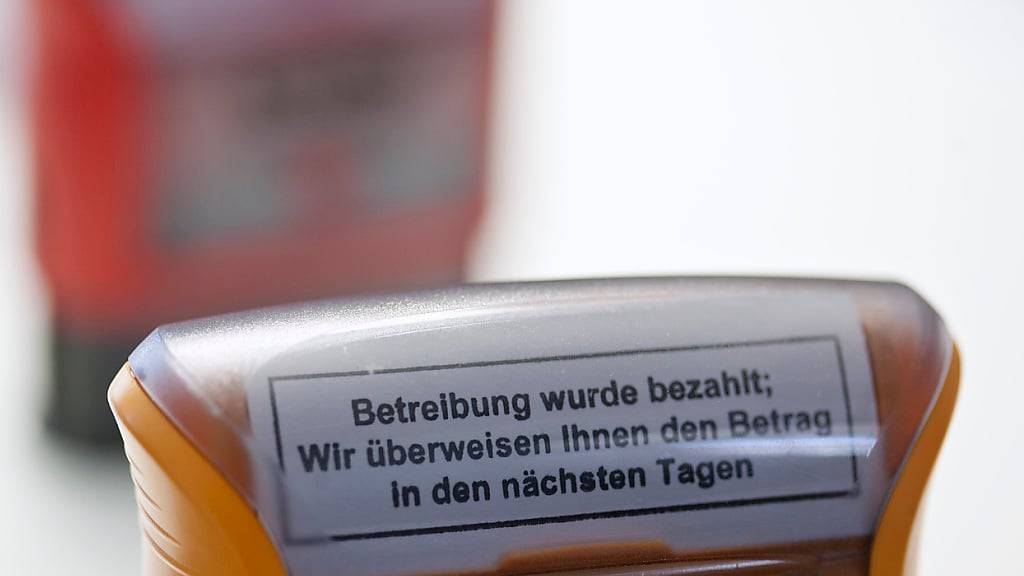 Betreibung wurde bezahlt;
Wir überweisen Ihnen den Betrag
in den nächsten Tagen